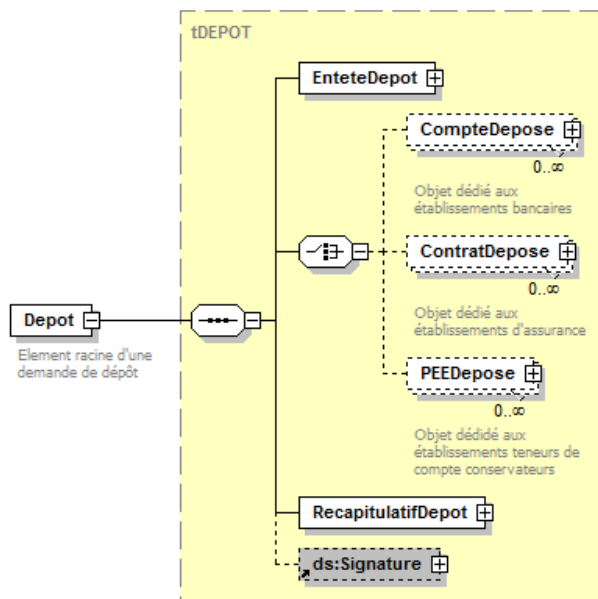 tDEPOT
EnteteDepot
CompteDepose
0..∞
Objet dédié aux
établissements bancaires
ContratDepose
0..∞
Objet dédié aux
établissements d'assurance
Depot
Element racine d'une
demande de dépôt
PEEDepose
0..∞
Objet dédidé aux
établissements teneurs de
compte conservateurs
RecapitulatifDepot
ds:Signature